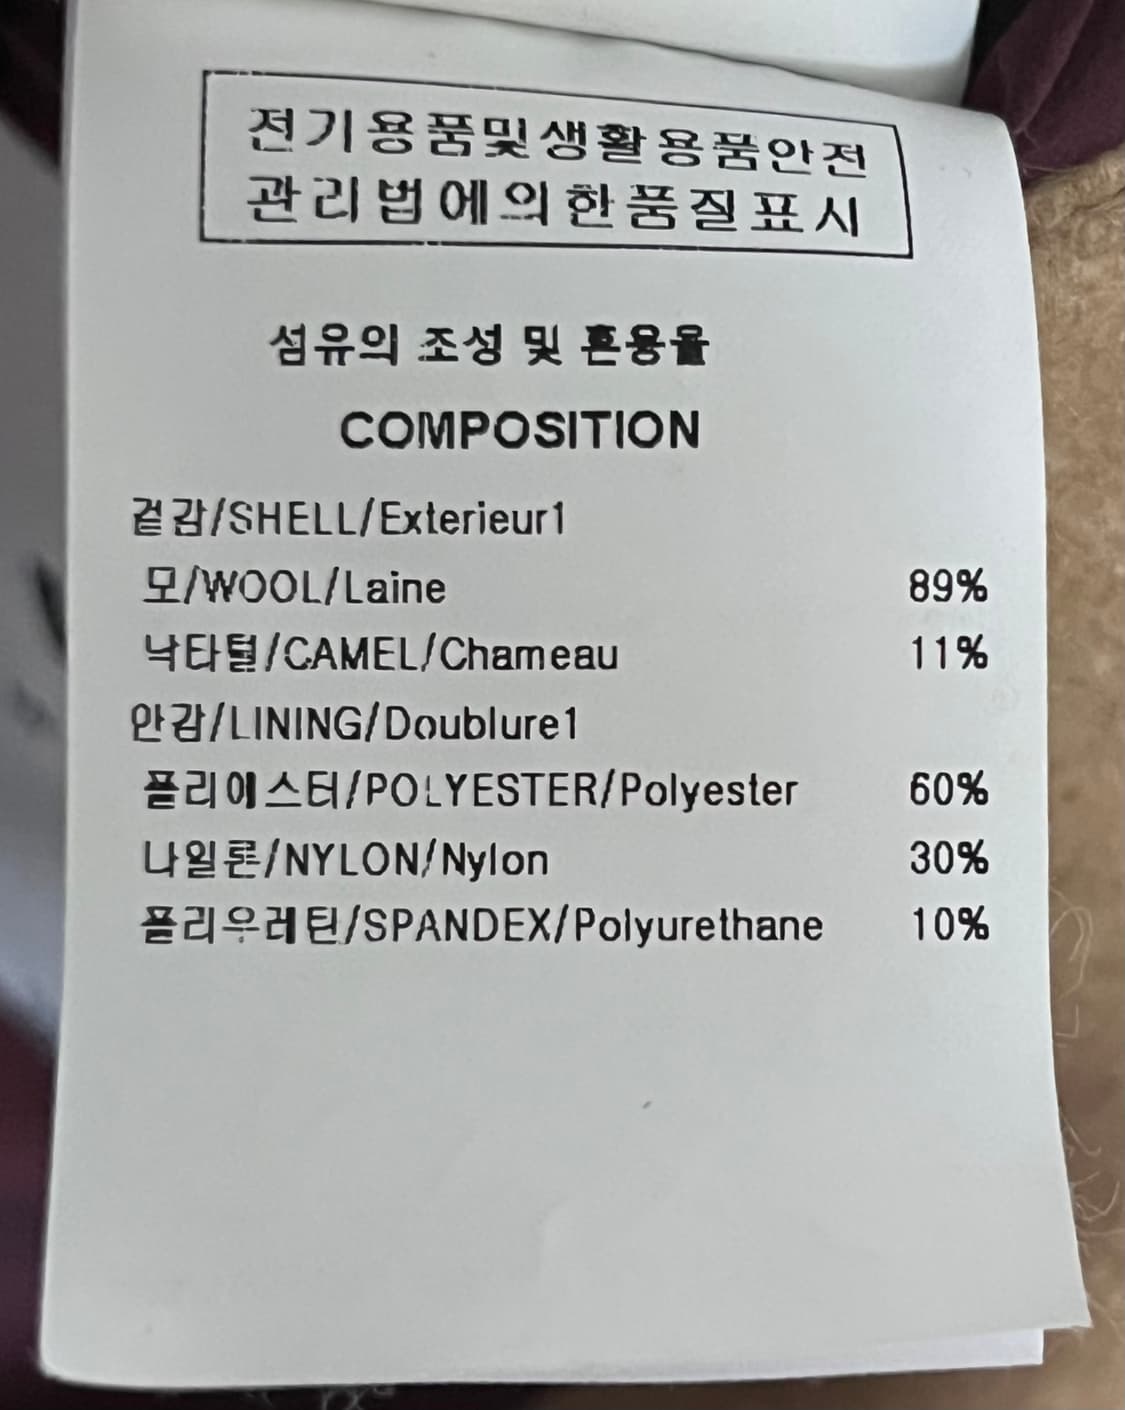 전기용품및생활용품안전
관리법에의한품질표시
섬유의 조성 및 혼용율
COMPOSITION
겉감/SHELL/Exterieur1
모/WOOL/Laine 89%
낙타털/CAMEL/Chameau 11%
안감/LINING/Doublure1
폴리에스터/POLYESTER/Polyester 60%
나일론/NYLON/Nylon 30%
폴리우레탄/SPANDEX/Polyurethane 10%